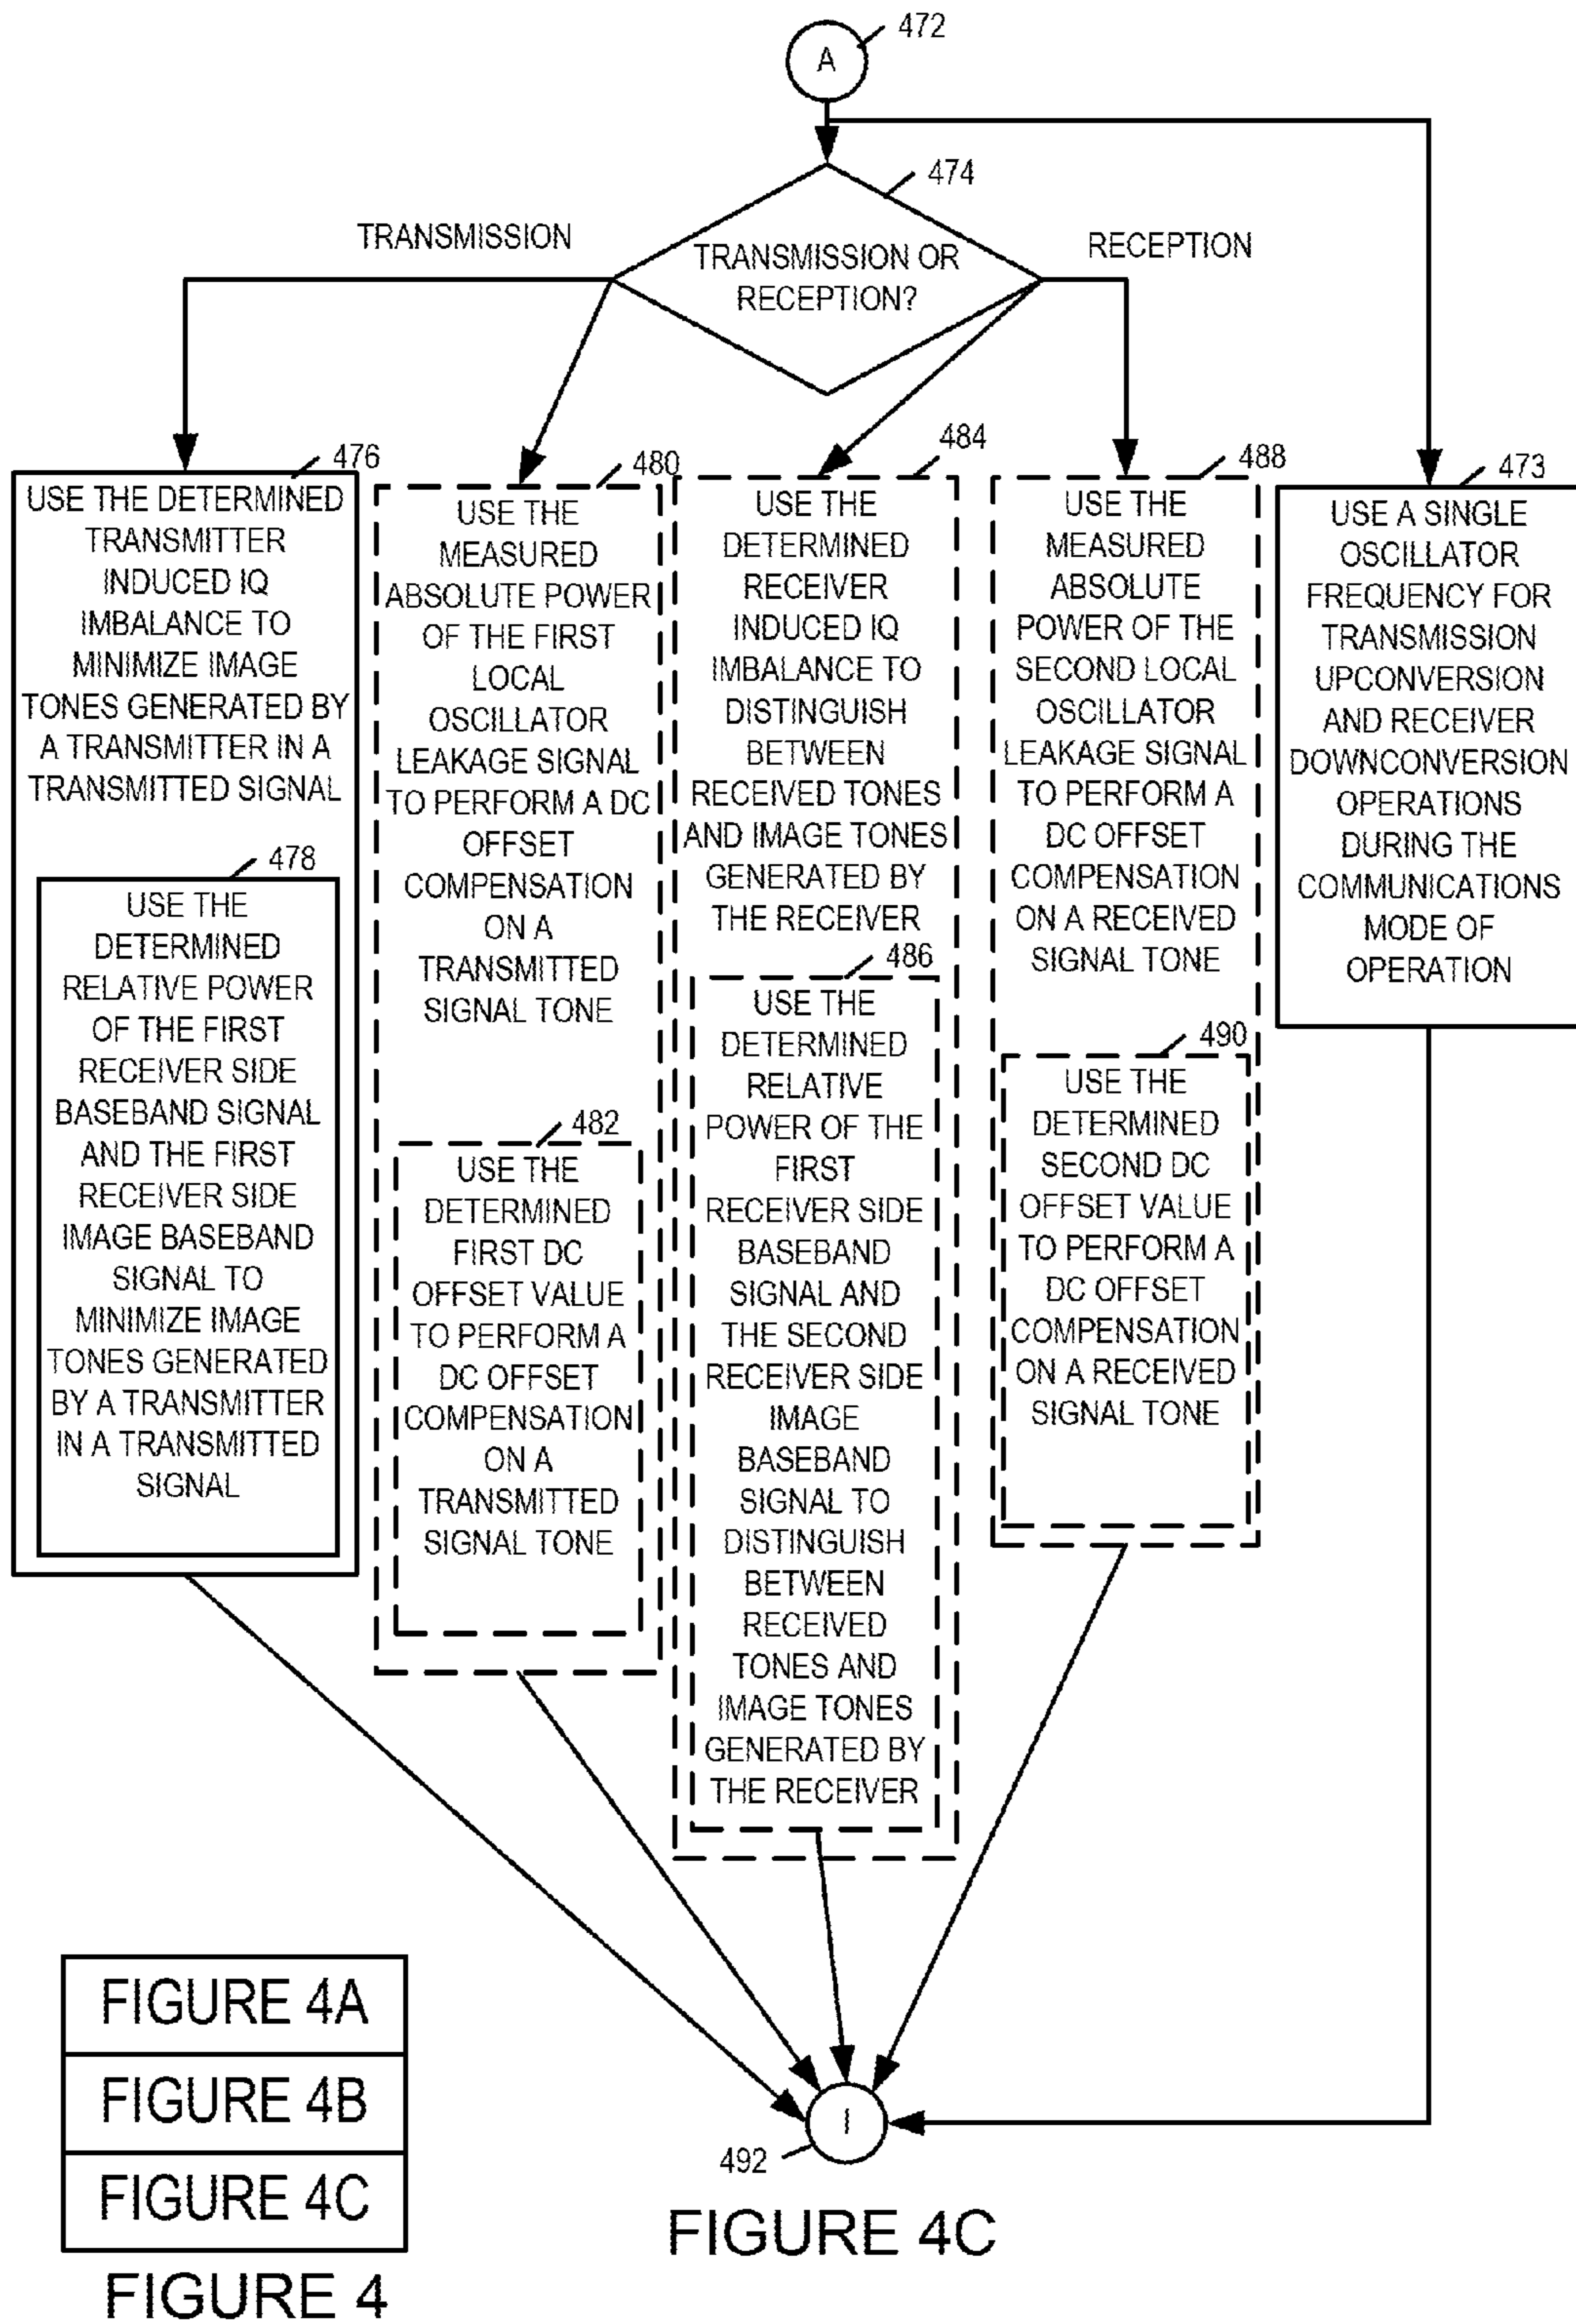 472
A
474
TRANSMISSION
RECEPTION
TRANSMISSION OR
RECEPTION?
476
USE THE DETERMINED
TRANSMITTER
INDUCED IQ
IMBALANCE TO
MINIMIZE IMAGE
TONES GENERATED BY
A TRANSMITTER IN A
TRANSMITTED SIGNAL
478
USE THE
DETERMINED
RELATIVE POWER
OF THE FIRST
RECEIVER SIDE
BASEBAND SIGNAL
AND THE FIRST
RECEIVER SIDE
IMAGE BASEBAND
SIGNAL TO
MINIMIZE IMAGE
TONES GENERATED
BY A TRANSMITTER
IN A TRANSMITTED
SIGNAL
480
USE THE
MEASURED
ABSOLUTE POWER
OF THE FIRST
LOCAL
OSCILLATOR
LEAKAGE SIGNAL
TO PERFORM A DC
OFFSET
COMPENSATION
ON A
TRANSMITTED
SIGNAL TONE
482
USE THE
DETERMINED
FIRST DC
OFFSET VALUE
TO PERFORM A
DC OFFSET
COMPENSATION
ON A
TRANSMITTED
SIGNAL TONE
484
USE THE
DETERMINED
RECEIVER
INDUCED IQ
IMBALANCE TO
DISTINGUISH
BETWEEN
RECEIVED TONES
AND IMAGE TONES
GENERATED BY
THE RECEIVER
486
USE THE
DETERMINED
RELATIVE
POWER OF THE
FIRST
RECEIVER SIDE
BASEBAND
SIGNAL AND
THE SECOND
RECEIVER SIDE
IMAGE
BASEBAND
SIGNAL TO
DISTINGUISH
BETWEEN
RECEIVED
TONES AND
IMAGE TONES
GENERATED BY
THE RECEIVER
488
USE THE
MEASURED
ABSOLUTE
POWER OF THE
SECOND LOCAL
OSCILLATOR
LEAKAGE SIGNAL
TO PERFORM A
DC OFFSET
COMPENSATION
ON A RECEIVED
SIGNAL TONE
490
USE THE
DETERMINED
SECOND DC
OFFSET VALUE
TO PERFORM A
DC OFFSET
COMPENSATION
ON A RECEIVED
SIGNAL TONE
473
USE A SINGLE
OSCILLATOR
FREQUENCY FOR
TRANSMISSION
UPCONVERSION
AND RECEIVER
DOWNCONVERSION
OPERATIONS
DURING THE
COMMUNICATIONS
MODE OF
OPERATION
I
492
FIGURE 4A
FIGURE 4B
FIGURE 4C
FIGURE 4
FIGURE 4C